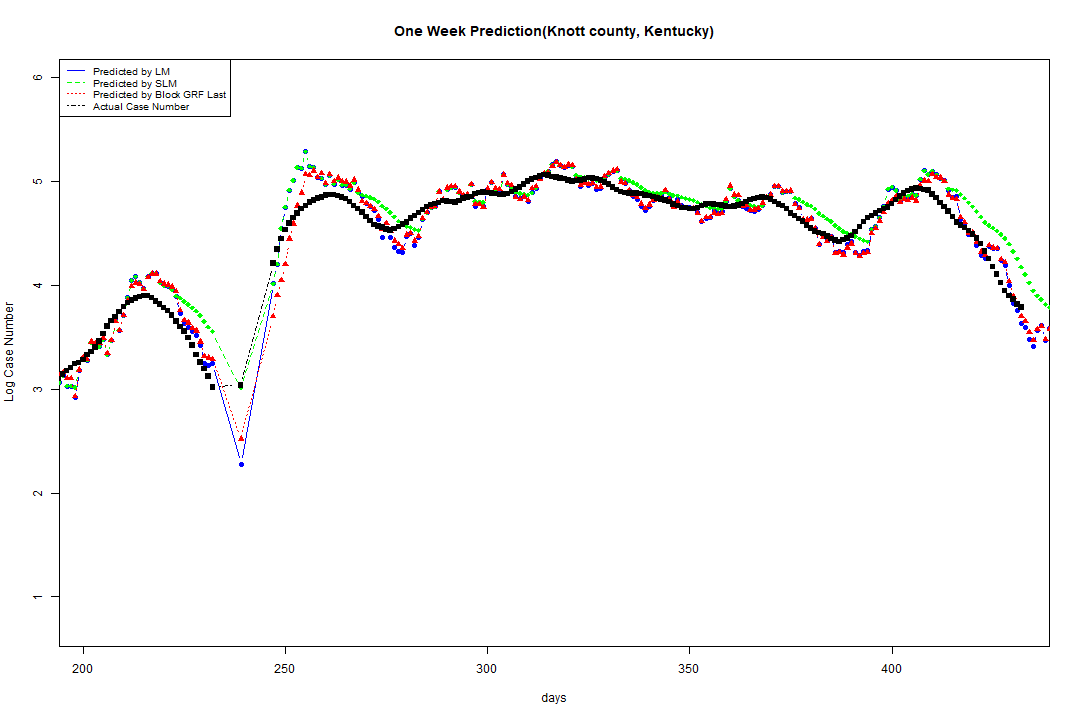 One Week Prediction(Knott county, Kentucky)
Predicted by LM
Predicted by SLM
Predicted by Block GRF Last
Actual Case Number
6
5
4
3
2
1
Log Case Number
200 250 300 350 400
days